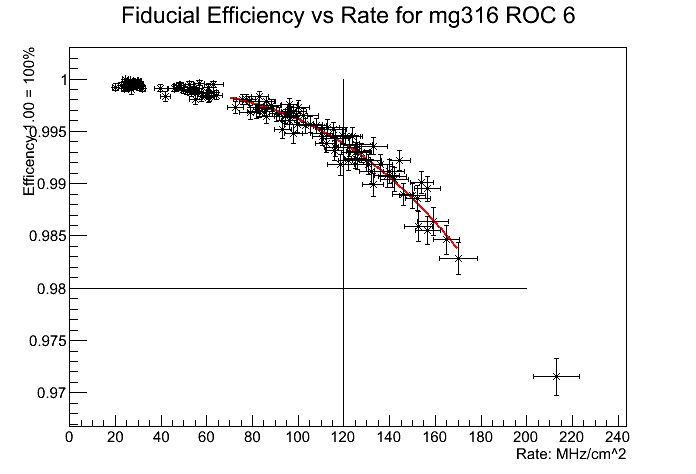 Fiducial Efficiency vs Rate for mg316 ROC 6
Efficency 1.00 = 100%
1
0.995
0.99
0.985
0.98
0.975
0.97
0 20 40 60 80 100 120 140 160 180 200 220 240
Rate: MHz/cm^2